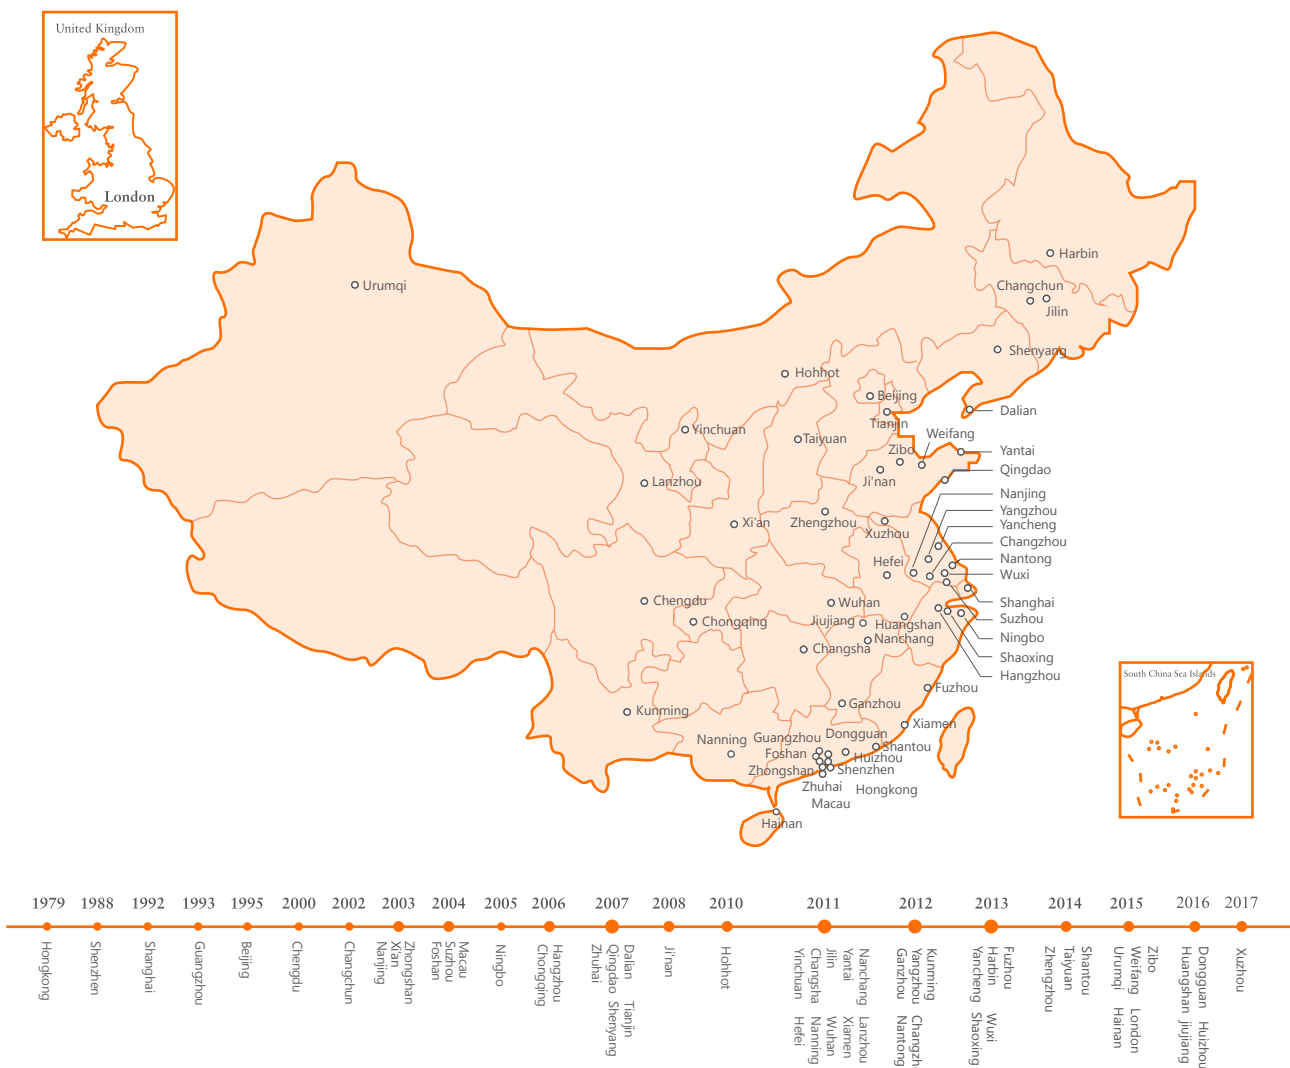 United Kingdom
London
Harbin
Urumqi
Changchun
Jilin
Shenyang
Hohhot
Beijing
Dalian
Tianjin
Weifang
Yinchuan
Taiyuan
Zibo
Yantai
Qingdao
Lanzhou
Ji'nan
Nanjing
Yangzhou
Xi'an
Zhengzhou
Yancheng
Xuzhou
Changzhou
Hefei
Nantong
Wuxi
Chengdu
Wuhan
Shanghai
Chongqing
Jiujiang
Huangshan
Suzhou
Nanchang
Ningbo
Changsha
Shaoxing
Hangzhou
South China Sea Islands
Fuzhou
Ganzhou
Kunming
Xiamen
Nanning
Guangzhou
Dongguan
Shantou
Foshan
Huizhou
Zhongshan
Shenzhen
Zhuhai
Hongkong
Macau
Hainan
1979 1988 1992 1993 1995 2000 2002 2003 2004 2005 2006 2007 2008 2010 2011 2012 2013 2014 2015 2016 2017
Hongkong
Shenzhen
Shanghai
Guangzhou
Beijing
Chengdu
Changchun
Zhongshan
Xi'an
Nanjing
Macau
Suzhou
Foshan
Ningbo
Hangzhou
Chongqing
Dalian Tianjin
Qingdao Shenyang
Zhuhai
Ji'nan
Hohhot
Nanchang Lanzhou
Yantai Xiamen
Jilin Wuhan
Changsha Nanning
Yinchuan Hefei
Kunming
Yangzhou Changzh
Ganzhou Nantong
Fuzhou
Harbin Wuxi
Yancheng Shaoxing
Shantou
Taiyuan
Zhengzhou
Zibo
Weifang London
Urumqi Hainan
Dongguan Huizhou
Huangshan jiujiang
Xuzhou